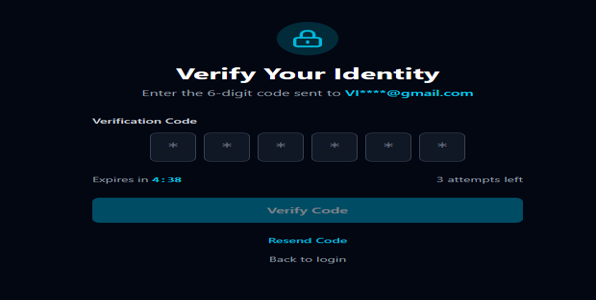 Verify Your Identity
Enter the 6-digit code sent to VI****@gmail.com
Verification Code
* * * * * *
Expires in 4:38 3 attempts left
Verify Code
Resend Code
Back to login